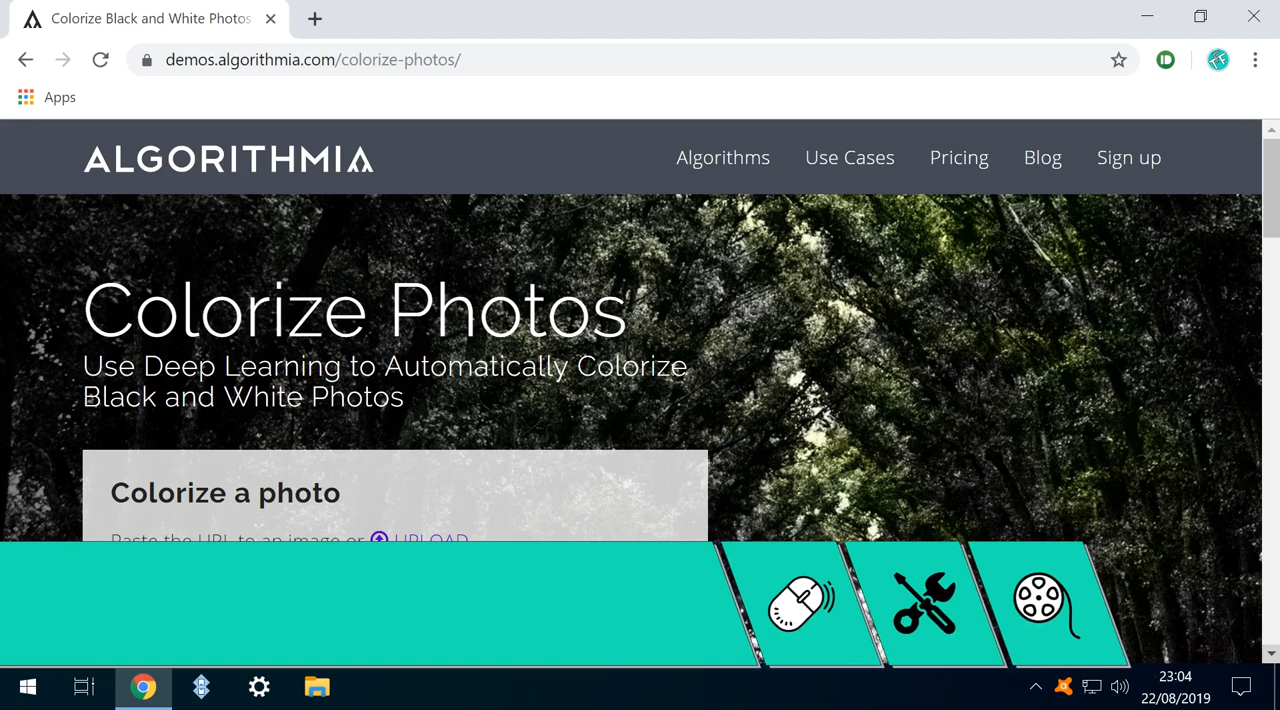 Colorize Black and White Photos
demos.algorithmia.com/colorize-photos/
Apps
ALGORITHMIA
Algorithms
Use Cases
Pricing
Blog
Sign up
Colorize Photos
Use Deep Learning to Automatically Colorize
Black and White Photos
Colorize a photo
Paste the URL to an image or UPLOAD
23:04
22/08/2019